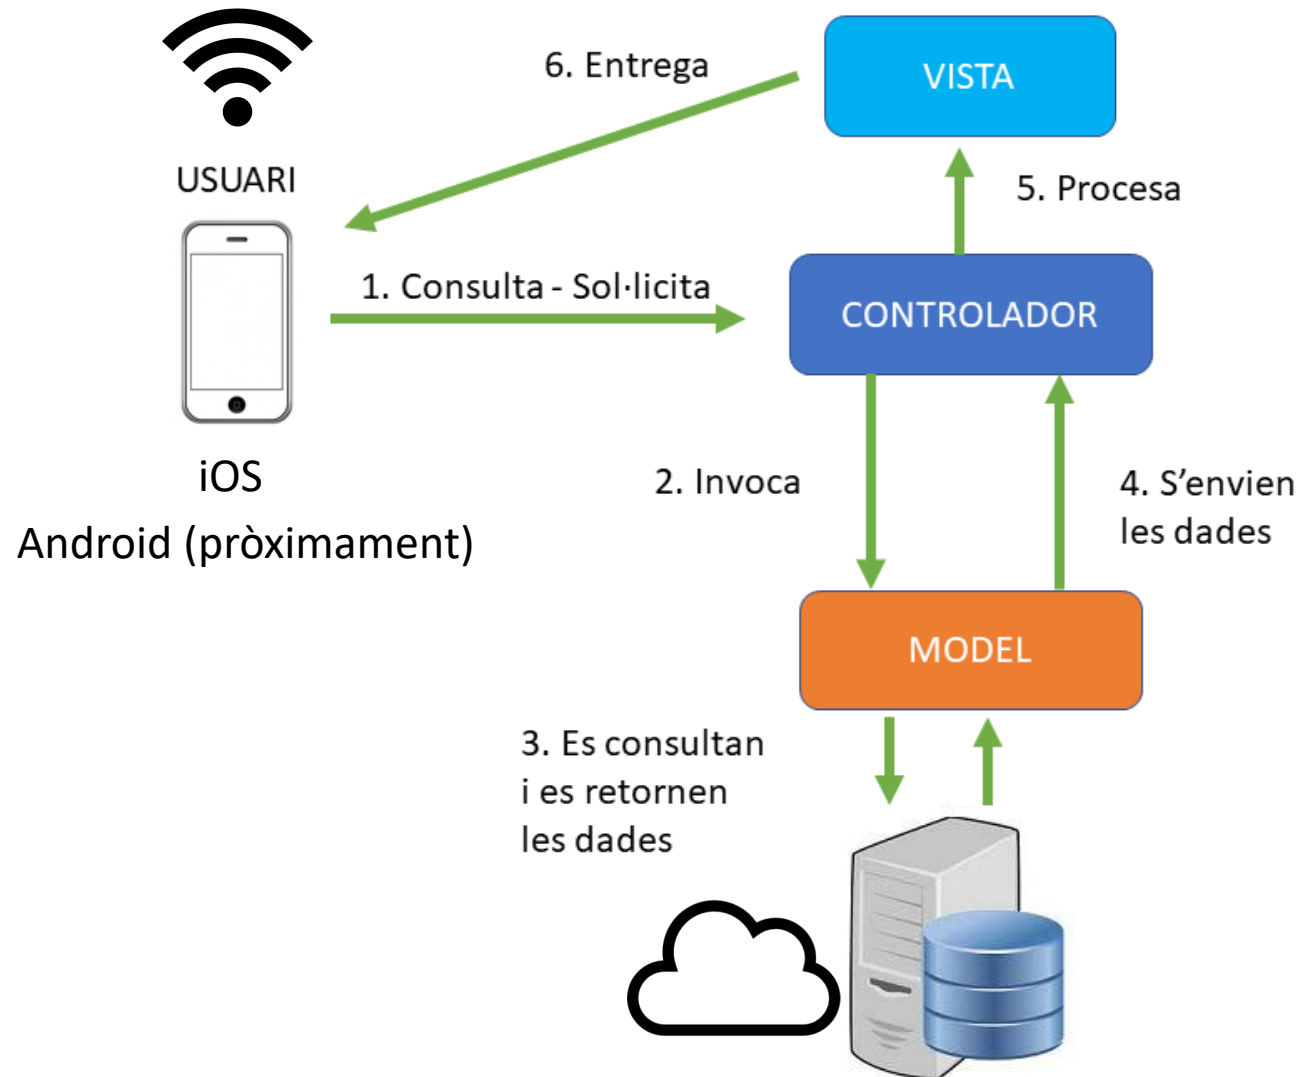 6. Entrega
VISTA
USUARI
5. Procesa
1. Consulta - Sol·licita
CONTROLADOR
iOS
Android (pròximament)
2. Invoca
4. S’envien
les dades
MODEL
3. Es consultan
i es retornen
les dades